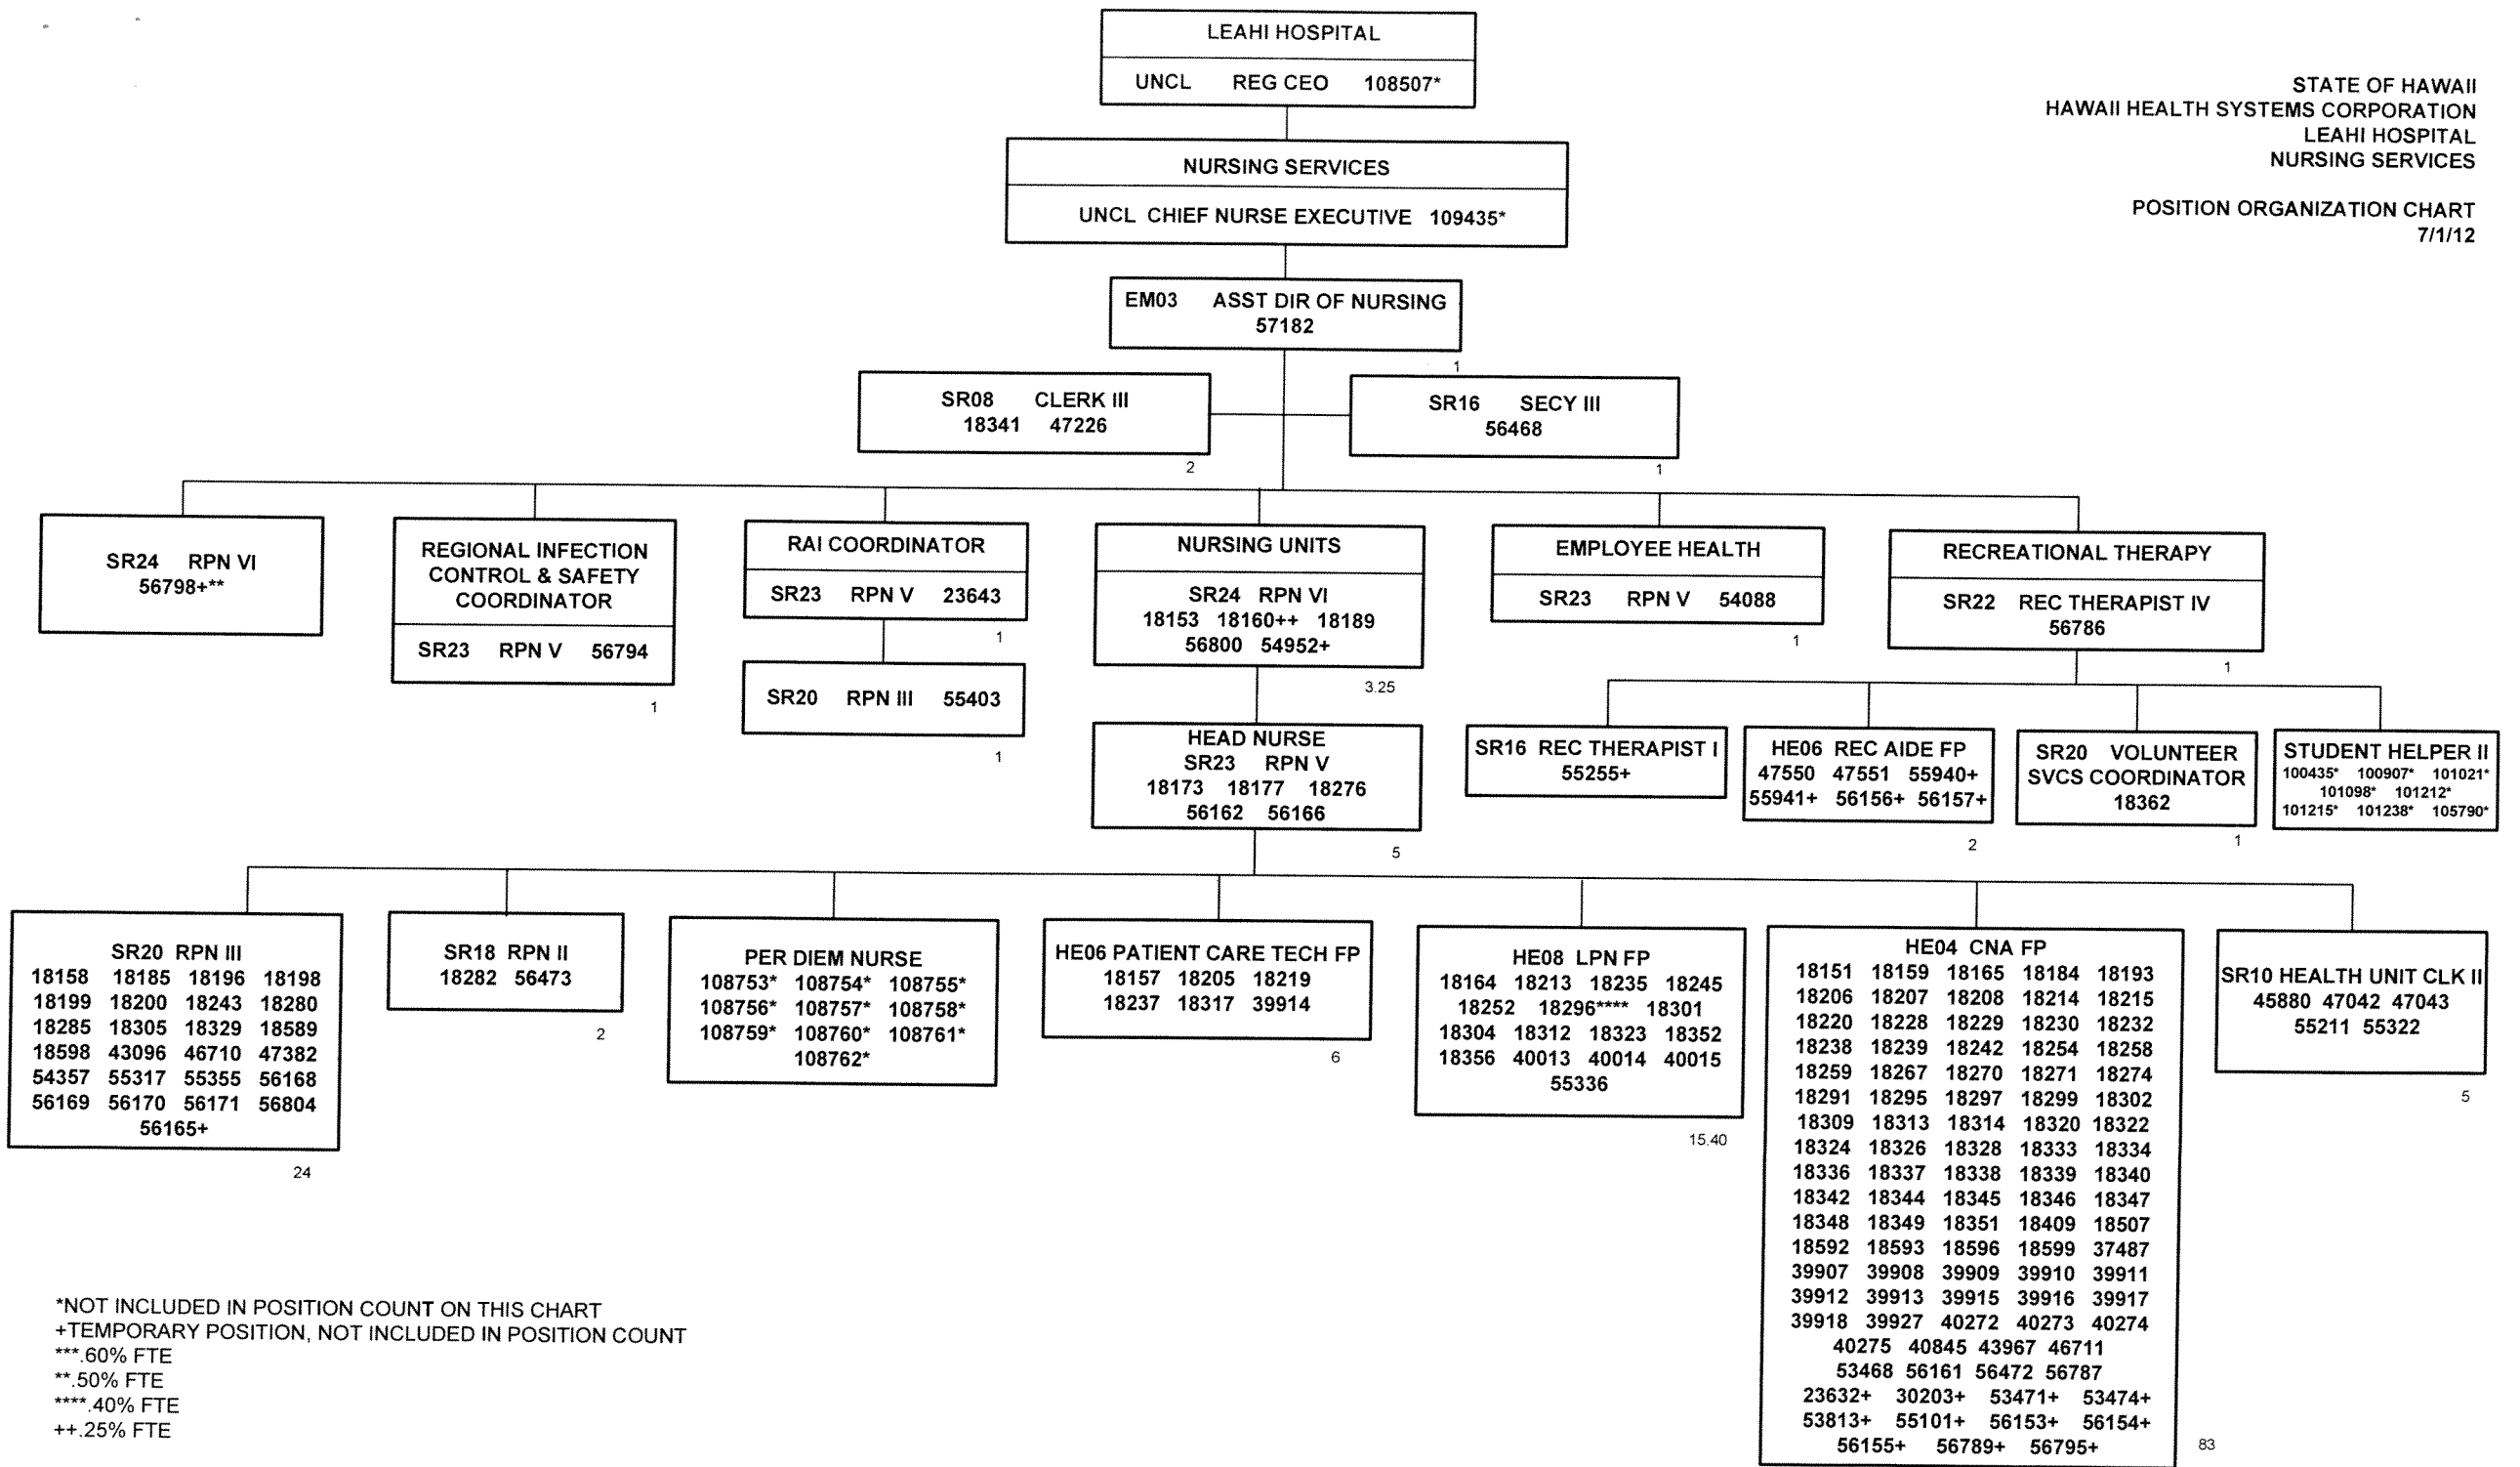 LEAHI HOSPITAL
UNCL REG CEO 108507*
STATE OF HAWAII
HAWAII HEALTH SYSTEMS CORPORATION
LEAHI HOSPITAL
NURSING SERVICES
POSITION ORGANIZATION CHART
7/1/12
NURSING SERVICES
UNCL CHIEF NURSE EXECUTIVE 109435*
EM03 ASST DIR OF NURSING
57182
1
SR08 CLERK III
18341 47226
2
SR16 SECY III
56468
1
SR24 RPN VI
56798+**
REGIONAL INFECTION
CONTROL & SAFETY
COORDINATOR
SR23 RPN V 56794
1
RAI COORDINATOR
SR23 RPN V 23643
1
SR20 RPN III 55403
1
NURSING UNITS
SR24 RPN VI
18153 18160++ 18189
56800 54952+
3.25
HEAD NURSE
SR23 RPN V
18173 18177 18276
56162 56166
5
EMPLOYEE HEALTH
SR23 RPN V 54088
1
RECREATIONAL THERAPY
SR22 REC THERAPIST IV
56786
1
SR16 REC THERAPIST I
55255+
HE06 REC AIDE FP
47550 47551 55940+
55941+ 56156+ 56157+
2
SR20 VOLUNTEER
SVCS COORDINATOR
18362
1
STUDENT HELPER II
100435* 100907* 101021*
101098* 101212*
101215* 101238* 105790*
SR20 RPN III
18158 18185 18196 18198
18199 18200 18243 18280
18285 18305 18329 18589
18598 43096 46710 47382
54357 55317 55355 56168
56169 56170 56171 56804
56165+
24
SR18 RPN II
18282 56473
2
PER DIEM NURSE
108753* 108754* 108755*
108756* 108757* 108758*
108759* 108760* 108761*
108762*
HE06 PATIENT CARE TECH FP
18157 18205 18219
18237 18317 39914
6
HE08 LPN FP
18164 18213 18235 18245
18252 18296**** 18301
18304 18312 18323 18352
18356 40013 40014 40015
55336
15.40
HE04 CNA FP
18151 18159 18165 18184 18193
18206 18207 18208 18214 18215
18220 18228 18229 18230 18232
18238 18239 18242 18254 18258
18259 18267 18270 18271 18274
18291 18295 18297 18299 18302
18309 18313 18314 18320 18322
18324 18326 18328 18333 18334
18336 18337 18338 18339 18340
18342 18344 18345 18346 18347
18348 18349 18351 18409 18507
18592 18593 18596 18599 37487
39907 39908 39909 39910 39911
39912 39913 39915 39916 39917
39918 39927 40272 40273 40274
40275 40845 43967 46711
53468 56161 56472 56787
23632+ 30203+ 53471+ 53474+
53813+ 55101+ 56153+ 56154+
56155+ 56789+ 56795+
83
SR10 HEALTH UNIT CLK II
45880 47042 47043
55211 55322
5
*NOT INCLUDED IN POSITION COUNT ON THIS CHART
+TEMPORARY POSITION, NOT INCLUDED IN POSITION COUNT
***.60% FTE
**.50% FTE
****.40% FTE
++.25% FTE